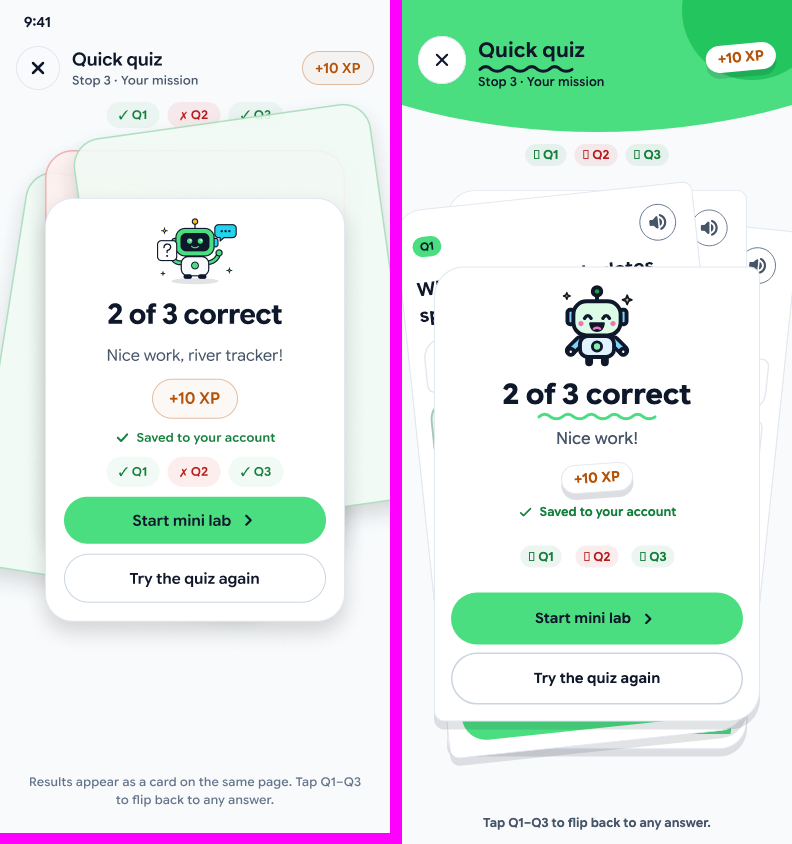 9:41
Quick quiz
Stop 3 · Your mission
+10 XP
✓ Q1
✗ Q2
✓ Q3
?
2 of 3 correct
Nice work, river tracker!
+10 XP
Saved to your account
✓ Q1
✗ Q2
✓ Q3
Start mini lab
Try the quiz again
Results appear as a card on the same page. Tap Q1–Q3
to flip back to any answer.
Quick quiz
Stop 3 · Your mission
+10 XP
▯ Q1
▯ Q2
▯ Q3
Q1
2 of 3 correct
Nice work!
+10 XP
Saved to your account
▯ Q1
▯ Q2
▯ Q3
Start mini lab
Try the quiz again
Tap Q1–Q3 to flip back to any answer.